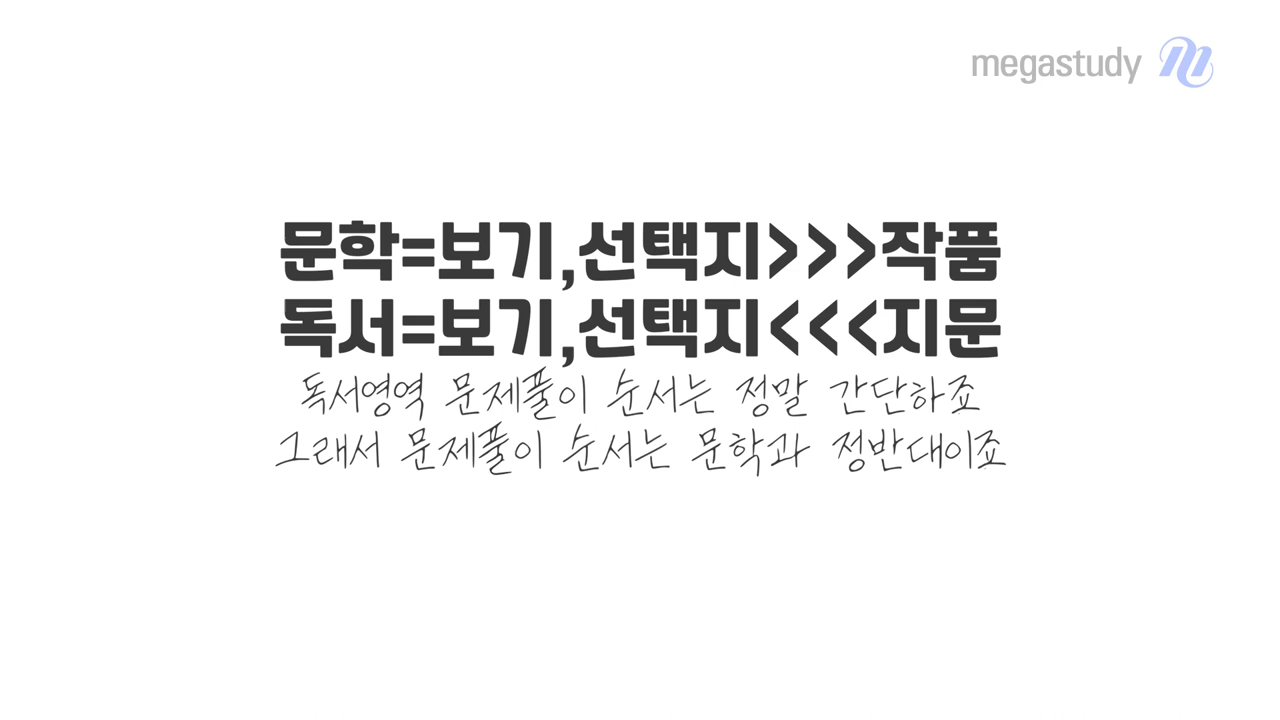 megastudy
문학=보기,선택지>>>작품
독서=보기,선택지<<<지문
독서영역 문제풀이 순서는 정말 간단하죠
그래서 문제풀이 순서는 문학과 정반대이죠